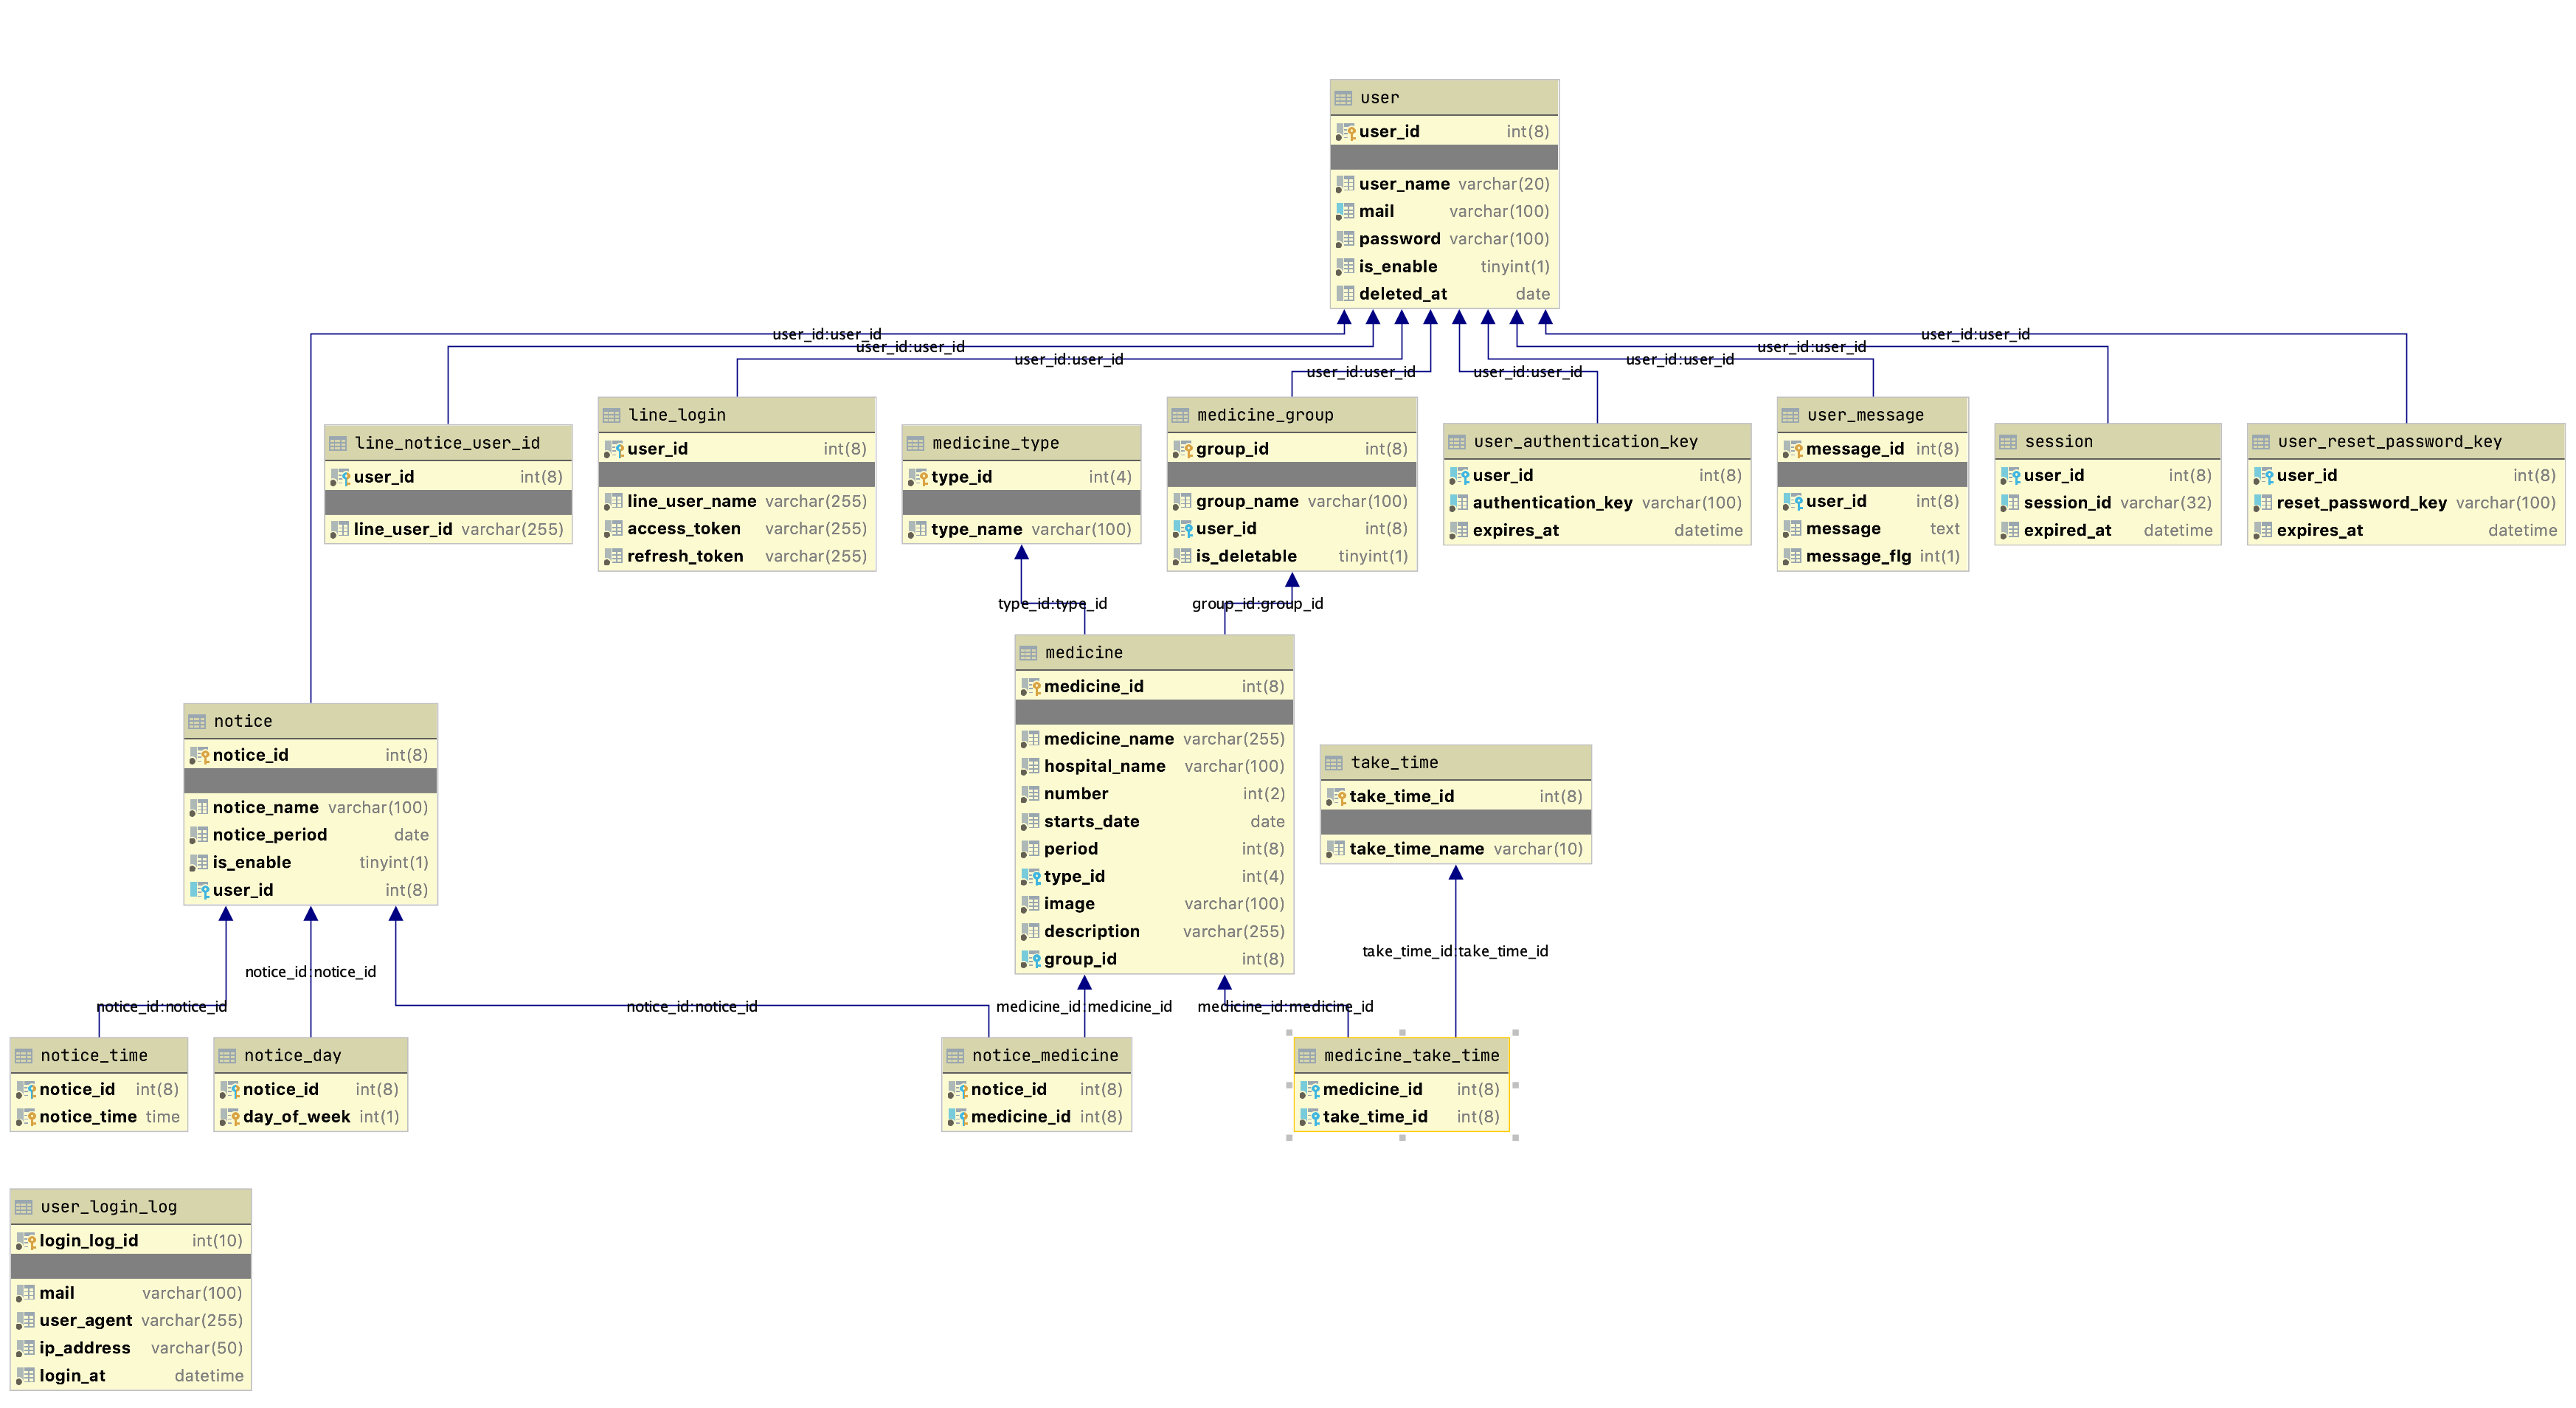 user
user_id int(8)
user_name varchar(20)
mail varchar(100)
password varchar(100)
is_enable tinyint(1)
deleted_at date
user_id:user_id
user_id:user_id
user_id:user_id
user_id:user_id
user_id:user_id
user_id:user_id
user_id:user_id
user_id:user_id
line_notice_user_id
user_id int(8)
line_user_id varchar(255)
line_login
user_id int(8)
line_user_name varchar(255)
access_token varchar(255)
refresh_token varchar(255)
medicine_type
type_id int(4)
type_name varchar(100)
medicine_group
group_id int(8)
group_name varchar(100)
user_id int(8)
is_deletable tinyint(1)
user_authentication_key
user_id int(8)
authentication_key varchar(100)
expires_at datetime
user_message
message_id int(8)
user_id int(8)
message text
message_flg int(1)
session
user_id int(8)
session_id varchar(32)
expired_at datetime
user_reset_password_key
user_id int(8)
reset_password_key varchar(100)
expires_at datetime
type_id:type_id
group_id:group_id
medicine
medicine_id int(8)
medicine_name varchar(255)
hospital_name varchar(100)
number int(2)
starts_date date
period int(8)
type_id int(4)
image varchar(100)
description varchar(255)
group_id int(8)
notice
notice_id int(8)
notice_name varchar(100)
notice_period date
is_enable tinyint(1)
user_id int(8)
take_time
take_time_id int(8)
take_time_name varchar(10)
take_time_id:take_time_id
notice_id:notice_id
notice_id:notice_id
notice_id:notice_id
medicine_id:medicine_id
medicine_id:medicine_id
notice_time
notice_id int(8)
notice_time time
notice_day
notice_id int(8)
day_of_week int(1)
notice_medicine
notice_id int(8)
medicine_id int(8)
medicine_take_time
medicine_id int(8)
take_time_id int(8)
user_login_log
login_log_id int(10)
mail varchar(100)
user_agent varchar(255)
ip_address varchar(50)
login_at datetime